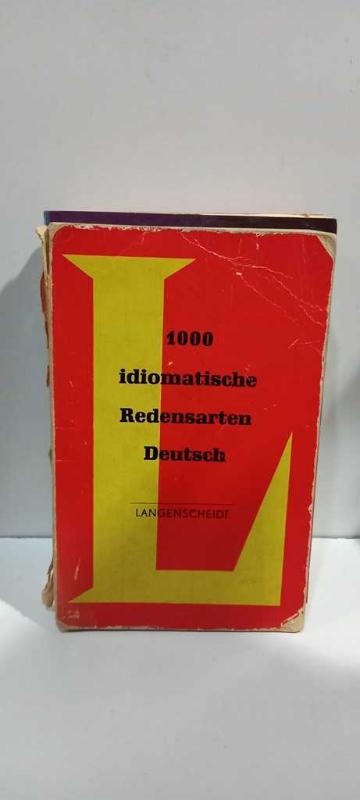 1000
idiomatische
Redensarten
Deutsch
LANGENSCHEIDT
L